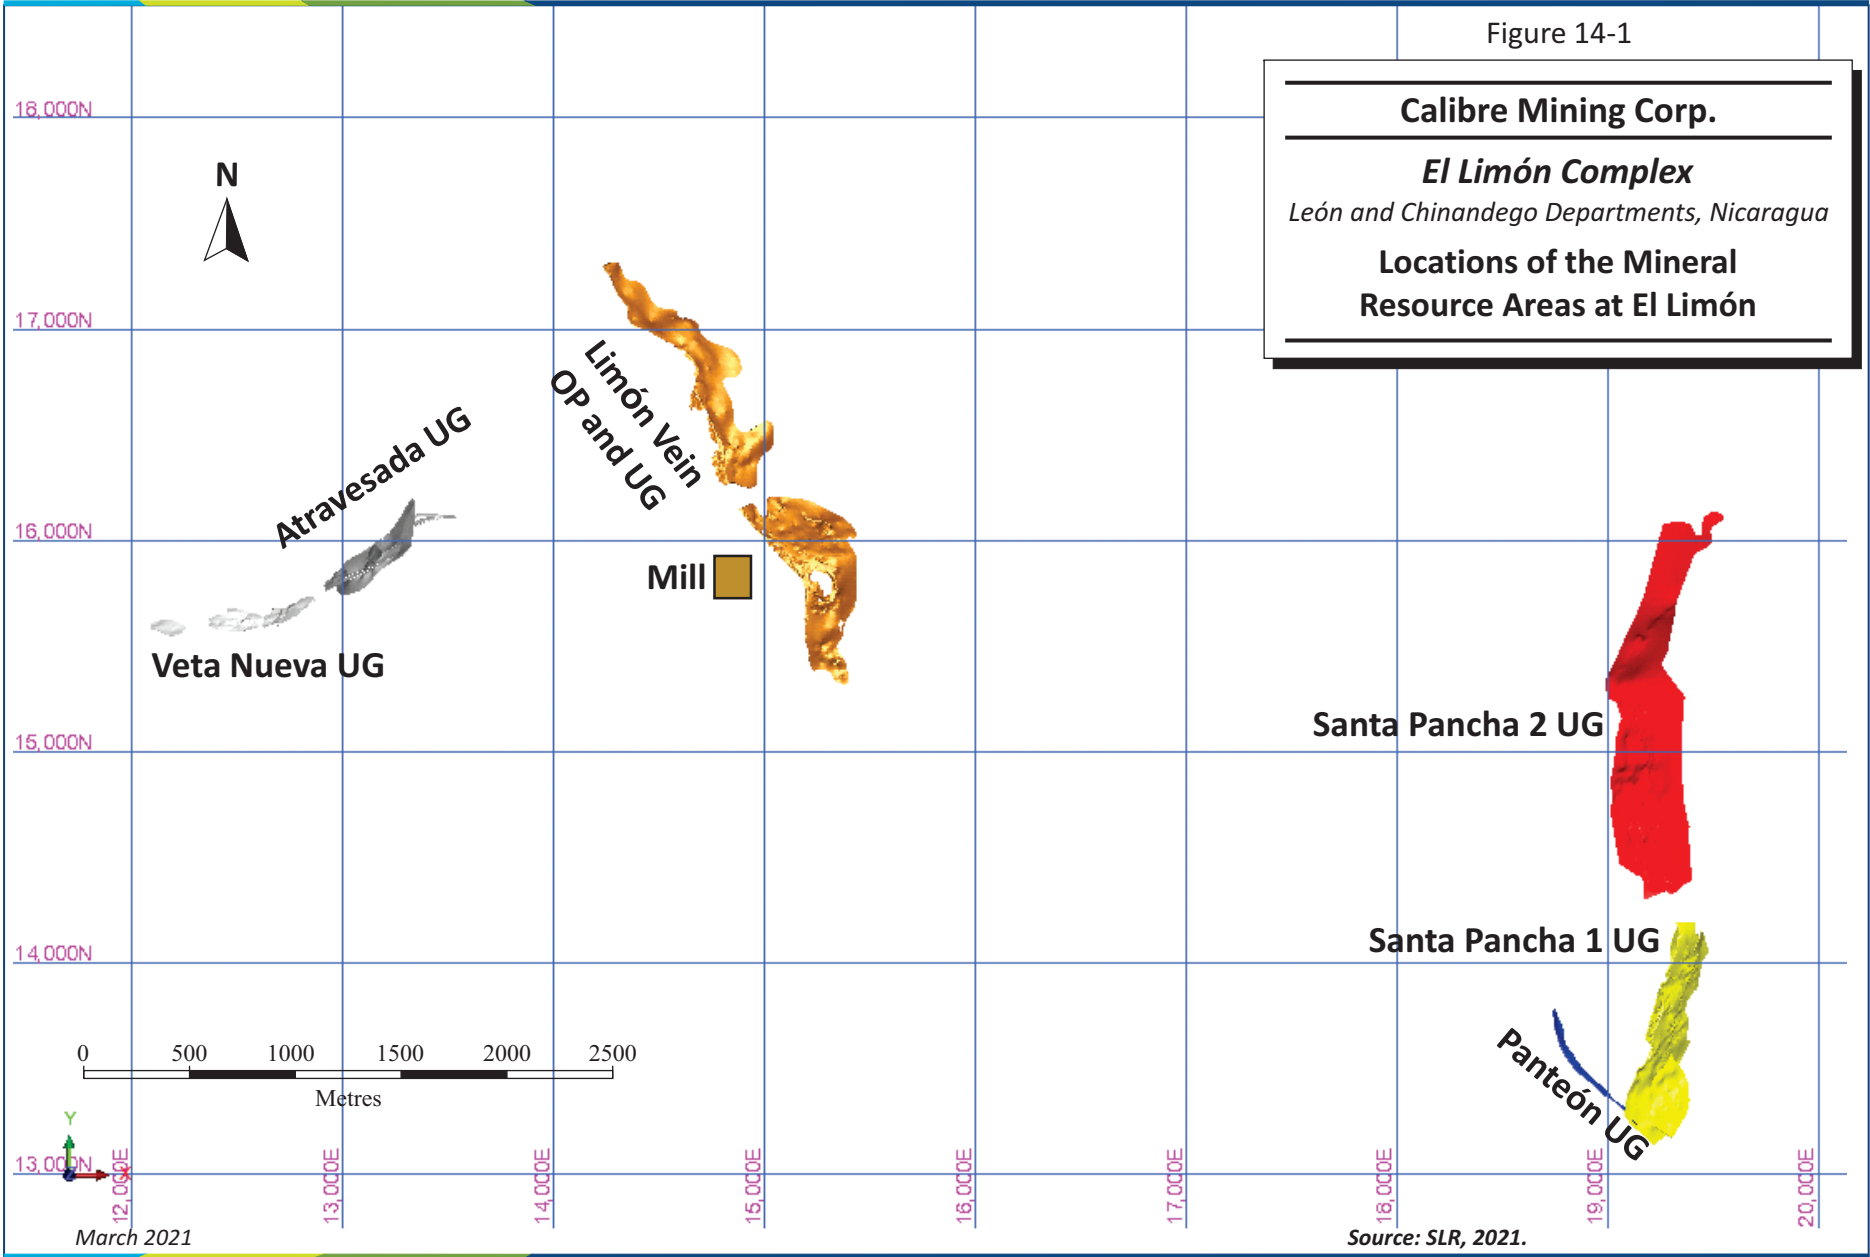 Figure 14-1
Calibre Mining Corp.
El Limón Complex
León and Chinandego Departments, Nicaragua
Locations of the Mineral
Resource Areas at El Limón
18,000N
N
17,000N
Limón Vein
OP and UG
Atravesada UG
16,000N
Mill
Veta Nueva UG
Santa Pancha 2 UG
15,000N
Santa Pancha 1 UG
14,000N
Panteón UG
0 500 1000 1500 2000 2500
Metres
Y
13,000N
X
12,000E 13,000E 14,000E 15,000E 16,000E 17,000E 18,000E 19,000E 20,000E
March 2021
Source: SLR, 2021.